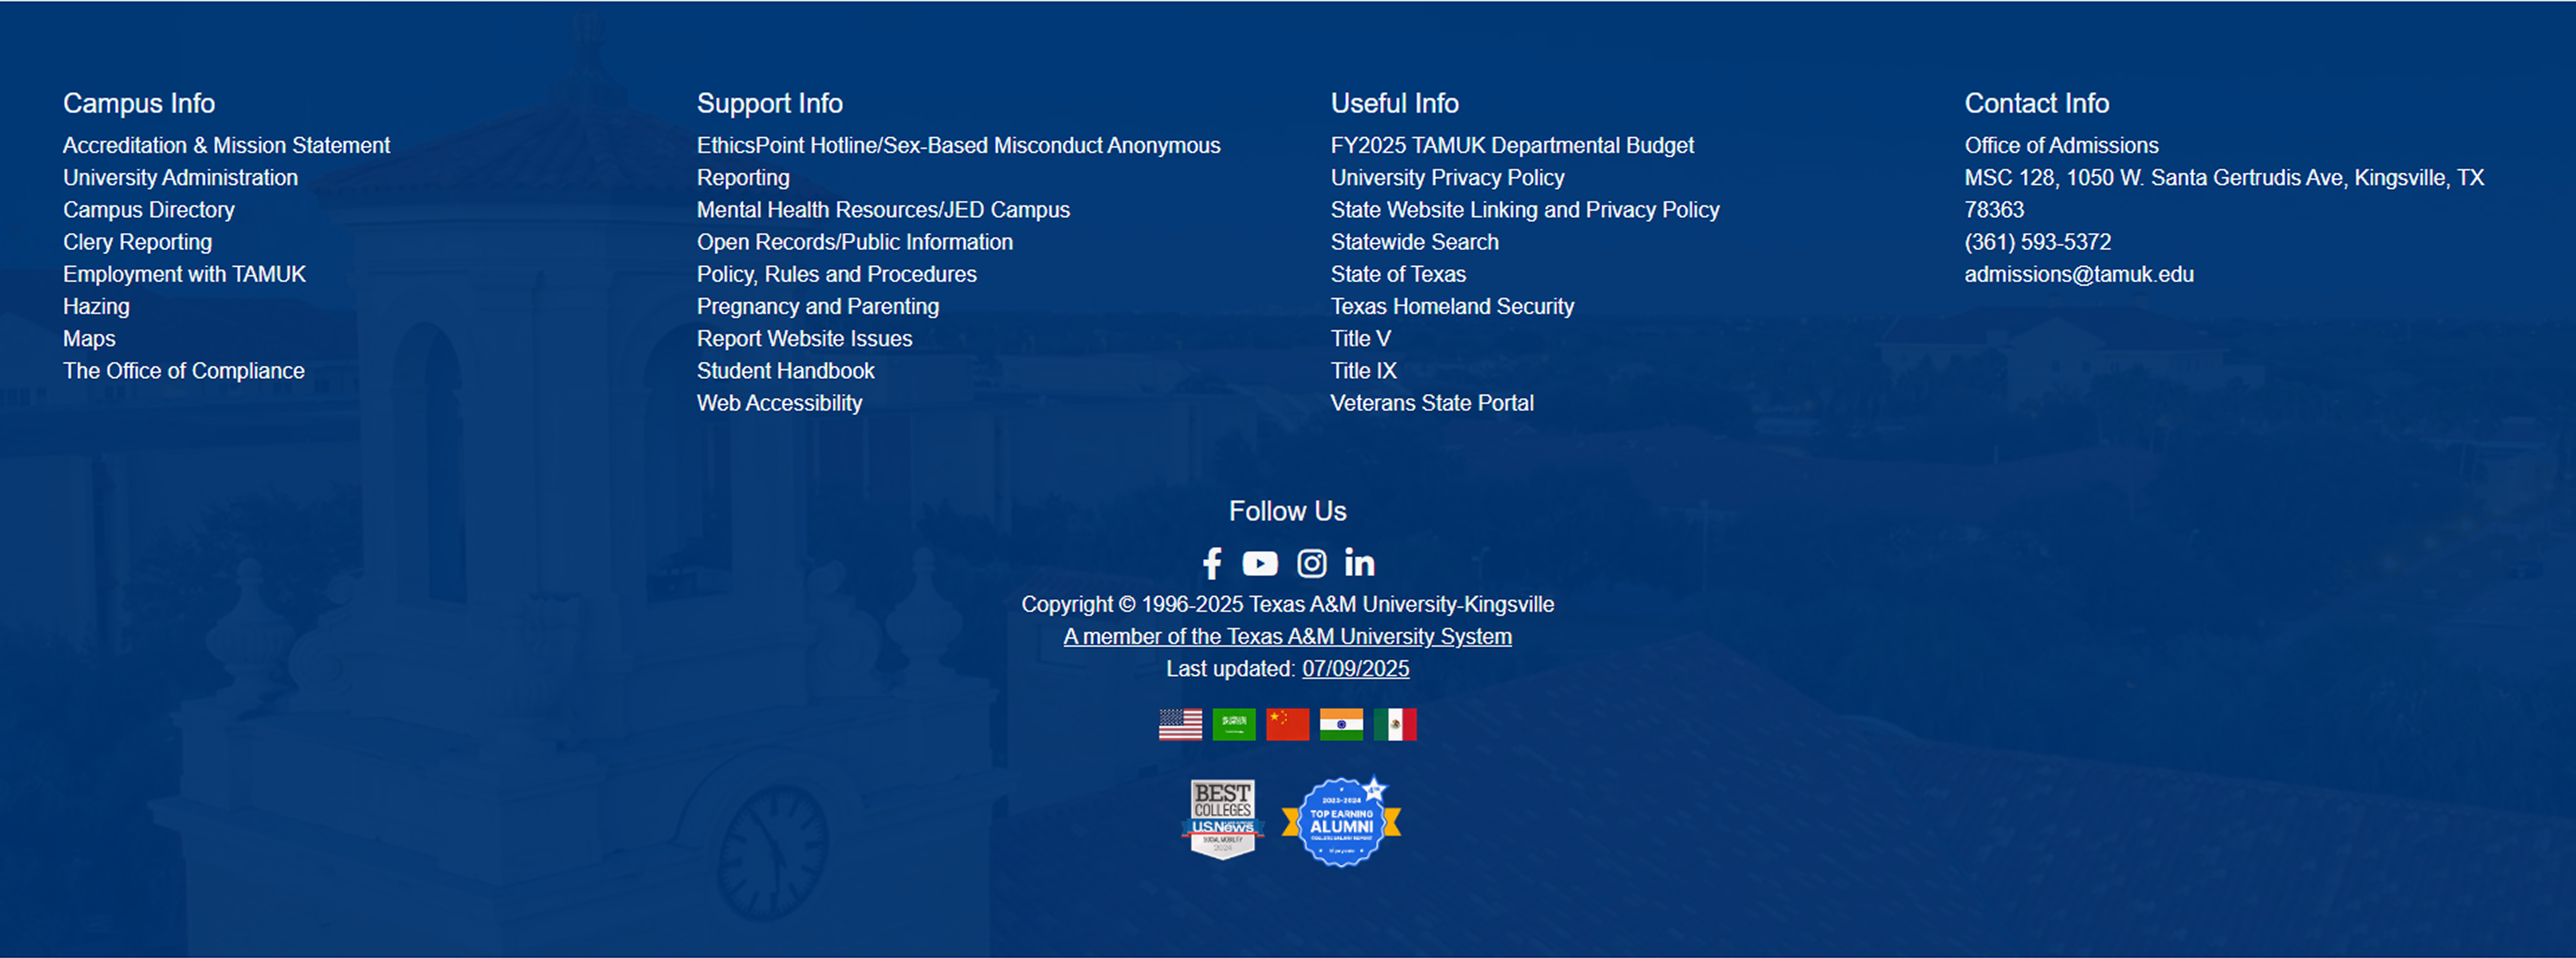 Campus Info
Accreditation & Mission Statement
University Administration
Campus Directory
Clery Reporting
Employment with TAMUK
Hazing
Maps
The Office of Compliance
Support Info
EthicsPoint Hotline/Sex-Based Misconduct Anonymous
Reporting
Mental Health Resources/JED Campus
Open Records/Public Information
Policy, Rules and Procedures
Pregnancy and Parenting
Report Website Issues
Student Handbook
Web Accessibility
Useful Info
FY2025 TAMUK Departmental Budget
University Privacy Policy
State Website Linking and Privacy Policy
Statewide Search
State of Texas
Texas Homeland Security
Title V
Title IX
Veterans State Portal
Contact Info
Office of Admissions
MSC 128, 1050 W. Santa Gertrudis Ave, Kingsville, TX
78363
(361) 593-5372
admissions@tamuk.edu
Follow Us
Copyright © 1996-2025 Texas A&M University-Kingsville
A member of the Texas A&M University System
Last updated: 07/09/2025
BEST
COLLEGES
U.S.News
SOCIAL MOBILITY
2024
2023-2024
TOP EARNING
ALUMNI